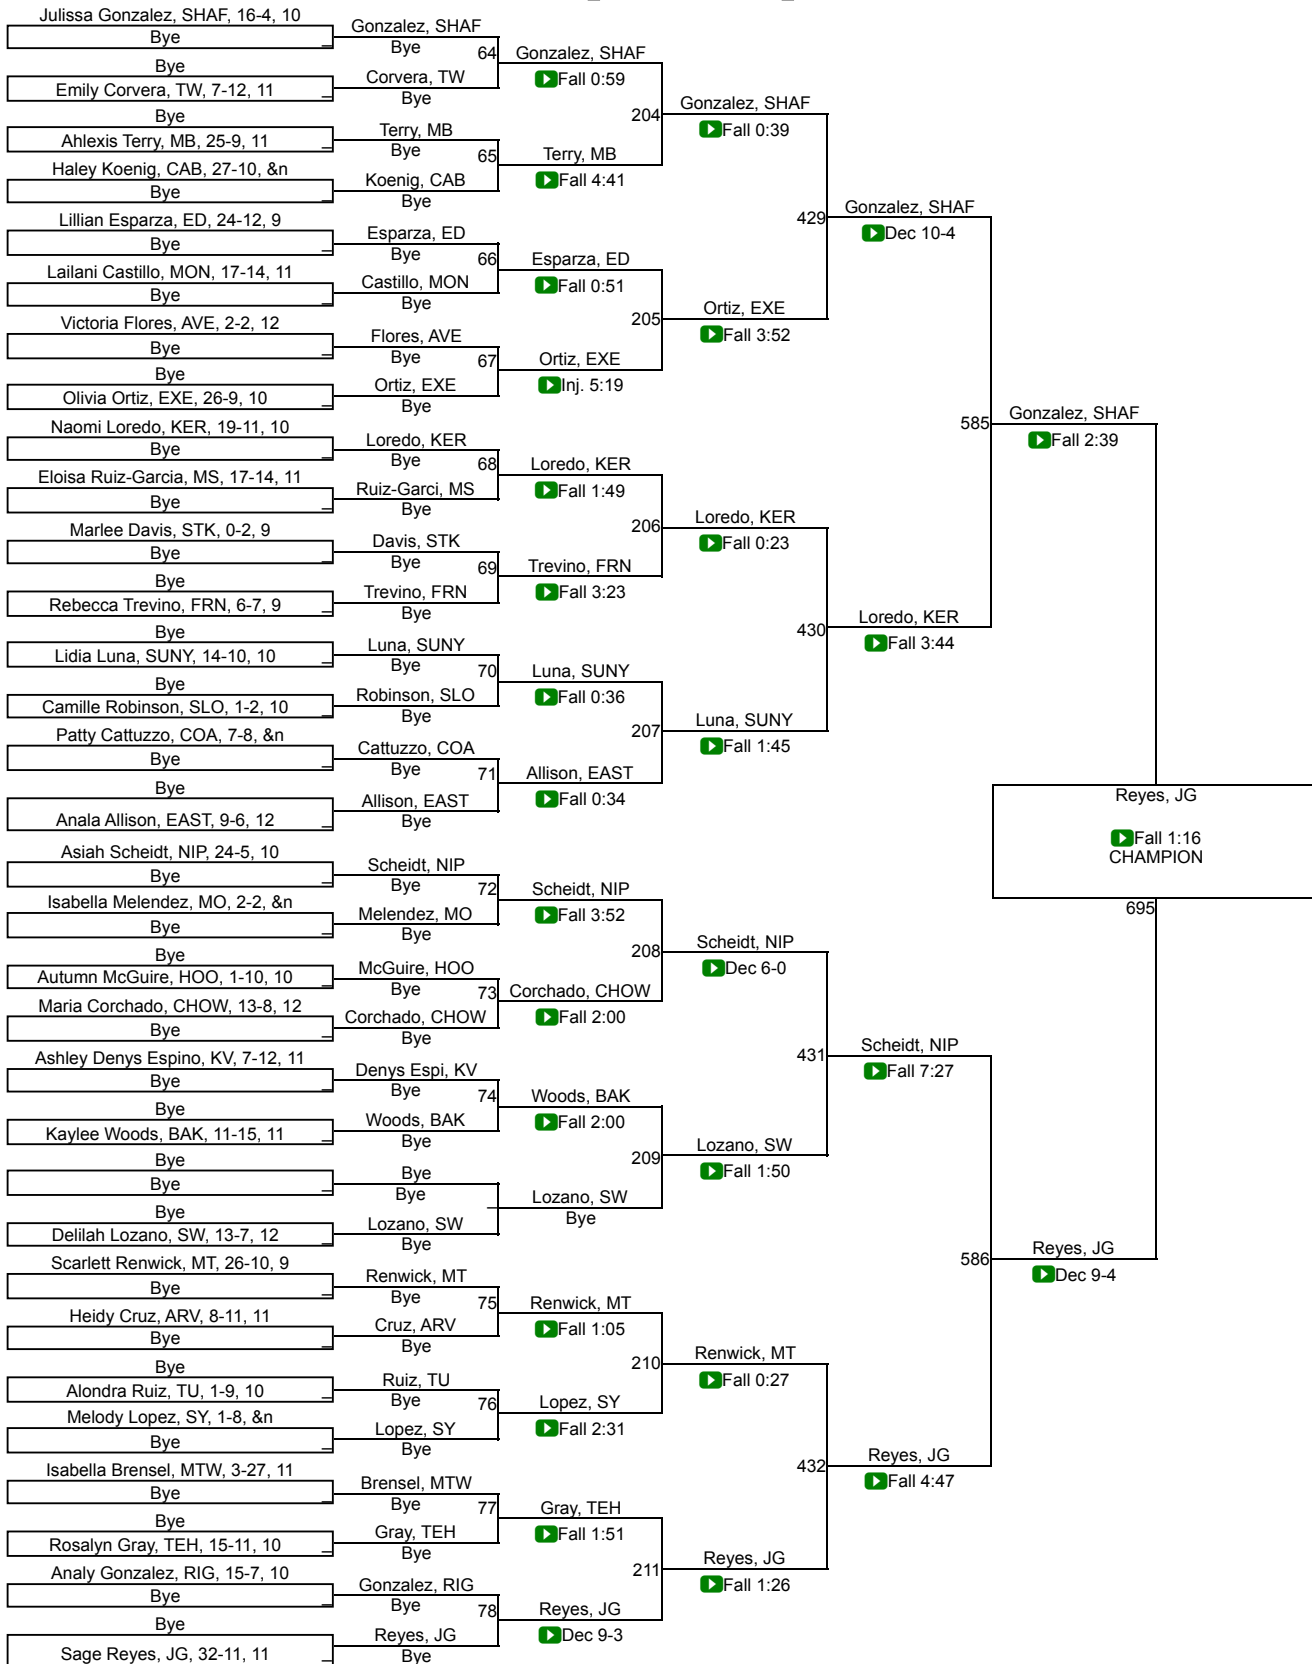 Julissa Gonzalez, SHAF, 16-4, 10
Bye
Bye
Emily Corvera, TW, 7-12, 11
Bye
Ahlexis Terry, MB, 25-9, 11
Haley Koenig, CAB, 27-10, &n
Bye
Lillian Esparza, ED, 24-12, 9
Bye
Lailani Castillo, MON, 17-14, 11
Bye
Victoria Flores, AVE, 2-2, 12
Bye
Bye
Olivia Ortiz, EXE, 26-9, 10
Naomi Loredo, KER, 19-11, 10
Bye
Eloisa Ruiz-Garcia, MS, 17-14, 11
Bye
Marlee Davis, STK, 0-2, 9
Bye
Bye
Rebecca Trevino, FRN, 6-7, 9
Bye
Lidia Luna, SUNY, 14-10, 10
Bye
Camille Robinson, SLO, 1-2, 10
Patty Cattuzzo, COA, 7-8, &n
Bye
Bye
Anala Allison, EAST, 9-6, 12
Asiah Scheidt, NIP, 24-5, 10
Bye
Isabella Melendez, MO, 2-2, &n
Bye
Bye
Autumn McGuire, HOO, 1-10, 10
Maria Corchado, CHOW, 13-8, 12
Bye
Ashley Denys Espino, KV, 7-12, 11
Bye
Bye
Kaylee Woods, BAK, 11-15, 11
Bye
Bye
Bye
Delilah Lozano, SW, 13-7, 12
Scarlett Renwick, MT, 26-10, 9
Bye
Heidy Cruz, ARV, 8-11, 11
Bye
Bye
Alondra Ruiz, TU, 1-9, 10
Melody Lopez, SY, 1-8, &n
Bye
Isabella Brensel, MTW, 3-27, 11
Bye
Bye
Rosalyn Gray, TEH, 15-11, 10
Analy Gonzalez, RIG, 15-7, 10
Bye
Bye
Sage Reyes, JG, 32-11, 11
Gonzalez, SHAF
Bye
64
Corvera, TW
Bye
Terry, MB
Bye
65
Koenig, CAB
Bye
Esparza, ED
Bye
66
Castillo, MON
Bye
Flores, AVE
Bye
67
Ortiz, EXE
Bye
Loredo, KER
Bye
68
Ruiz-Garci, MS
Bye
Davis, STK
Bye
69
Trevino, FRN
Bye
Luna, SUNY
Bye
70
Robinson, SLO
Bye
Cattuzzo, COA
Bye
71
Allison, EAST
Bye
Scheidt, NIP
Bye
72
Melendez, MO
Bye
McGuire, HOO
Bye
73
Corchado, CHOW
Bye
Denys Espi, KV
Bye
74
Woods, BAK
Bye
Bye
Bye
Lozano, SW
Bye
Renwick, MT
Bye
75
Cruz, ARV
Bye
Ruiz, TU
Bye
76
Lopez, SY
Bye
Brensel, MTW
Bye
77
Gray, TEH
Bye
Gonzalez, RIG
Bye
78
Reyes, JG
Bye
Gonzalez, SHAF
Fall 0:59
204
Terry, MB
Fall 4:41
Esparza, ED
Fall 0:51
205
Ortiz, EXE
Inj. 5:19
Loredo, KER
Fall 1:49
206
Trevino, FRN
Fall 3:23
Luna, SUNY
Fall 0:36
207
Allison, EAST
Fall 0:34
Scheidt, NIP
Fall 3:52
208
Corchado, CHOW
Fall 2:00
Woods, BAK
Fall 2:00
209
Lozano, SW
Bye
Renwick, MT
Fall 1:05
210
Lopez, SY
Fall 2:31
Gray, TEH
Fall 1:51
211
Reyes, JG
Dec 9-3
Gonzalez, SHAF
Fall 0:39
429
Ortiz, EXE
Fall 3:52
Loredo, KER
Fall 0:23
430
Luna, SUNY
Fall 1:45
Scheidt, NIP
Dec 6-0
431
Lozano, SW
Fall 1:50
Renwick, MT
Fall 0:27
432
Reyes, JG
Fall 1:26
Gonzalez, SHAF
Dec 10-4
585
Loredo, KER
Fall 3:44
Scheidt, NIP
Fall 7:27
586
Reyes, JG
Fall 4:47
Gonzalez, SHAF
Fall 2:39
Reyes, JG
Dec 9-4
Reyes, JG
Fall 1:16
CHAMPION
695